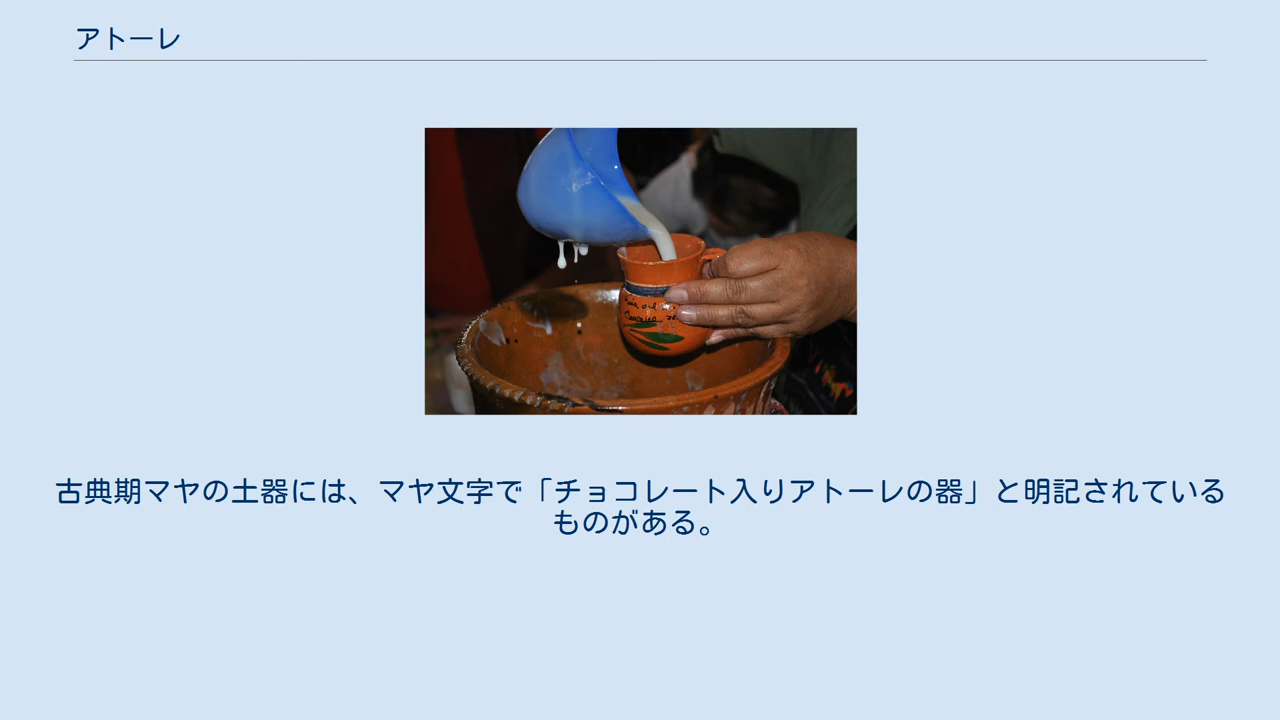 アトーレ
古典期マヤの土器には、マヤ文字で「チョコレート入りアトーレの器」と明記されている
ものがある。